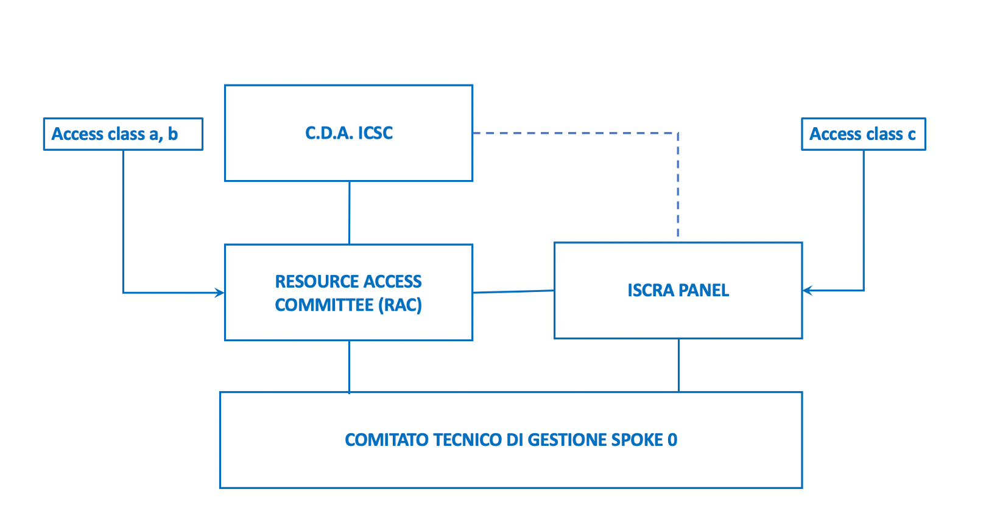 C.D.A. ICSC
Access class a, b
Access class c
RESOURCE ACCESS
COMMITTEE (RAC)
ISCRA PANEL
COMITATO TECNICO DI GESTIONE SPOKE 0